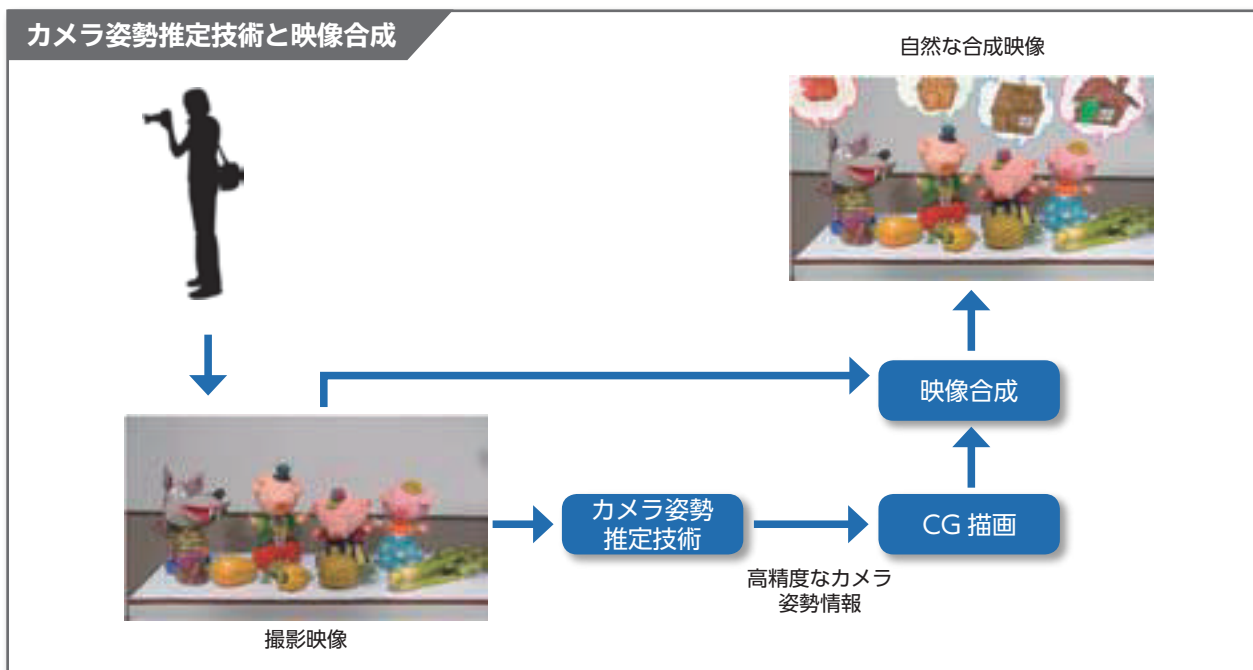 カメラ姿勢推定技術と映像合成
自然な合成映像
映像合成
カメラ姿勢
推定技術
CG 描画
高精度なカメラ
姿勢情報
撮影映像